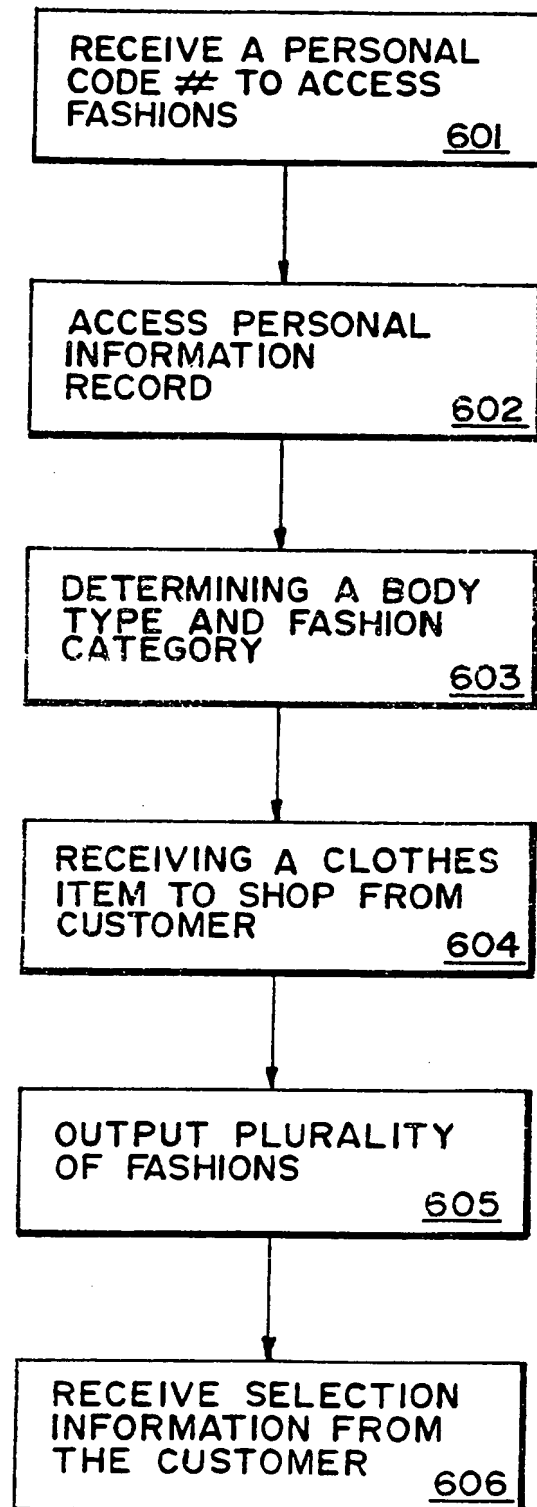 RECEIVE A PERSONAL
CODE # TO ACCESS
FASHIONS
601
ACCESS PERSONAL
INFORMATION
RECORD
602
DETERMINING A BODY
TYPE AND FASHION
CATEGORY
603
RECEIVING A CLOTHES
ITEM TO SHOP FROM
CUSTOMER
604
OUTPUT PLURALITY
OF FASHIONS
605
RECEIVE SELECTION
INFORMATION FROM
THE CUSTOMER
606